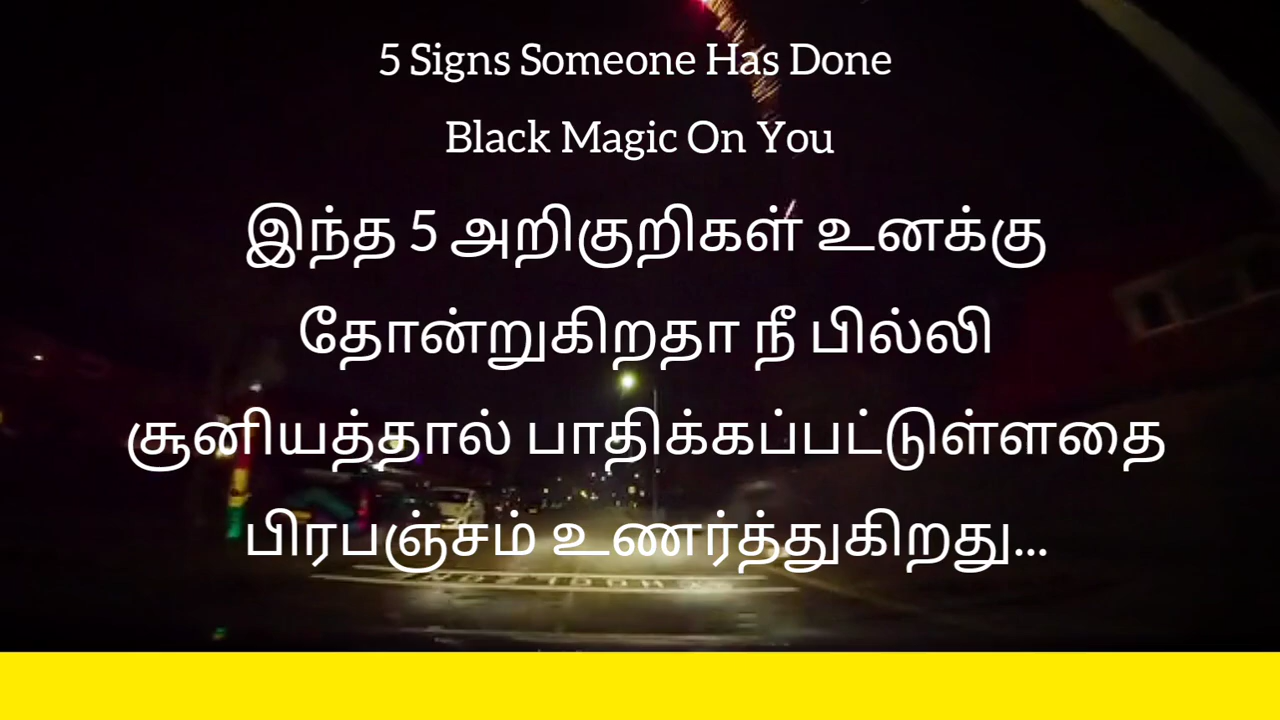 5 Signs Someone Has Done
Black Magic On You
இந்த 5 அறிகுறிகள் உனக்கு
தோன்றுகிறதா நீ பில்லி
சூனியத்தால் பாதிக்கப்பட்டுள்ளதை
பிரபஞ்சம் உணர்த்துகிறது...